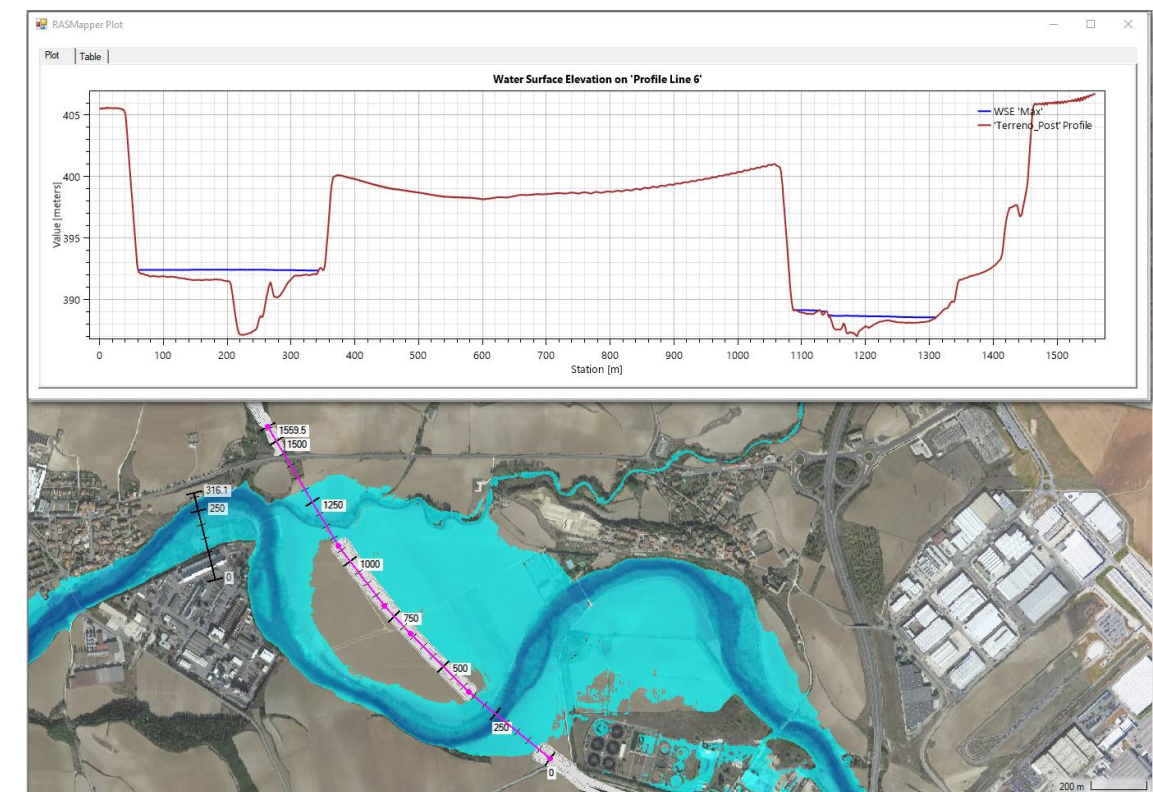 RASMapper Plot
Plot Table
Water Surface Elevation on 'Profile Line 6'
WSE 'Max'
'Terreno_Post' Profile
Value [meters]
405
400
395
390
0 100 200 300 400 500 600 700 800 900 1000 1100 1200 1300 1400 1500
Station [m]
1559.5
1500
316.1
250
0
1250
1000
750
500
250
0
200 m